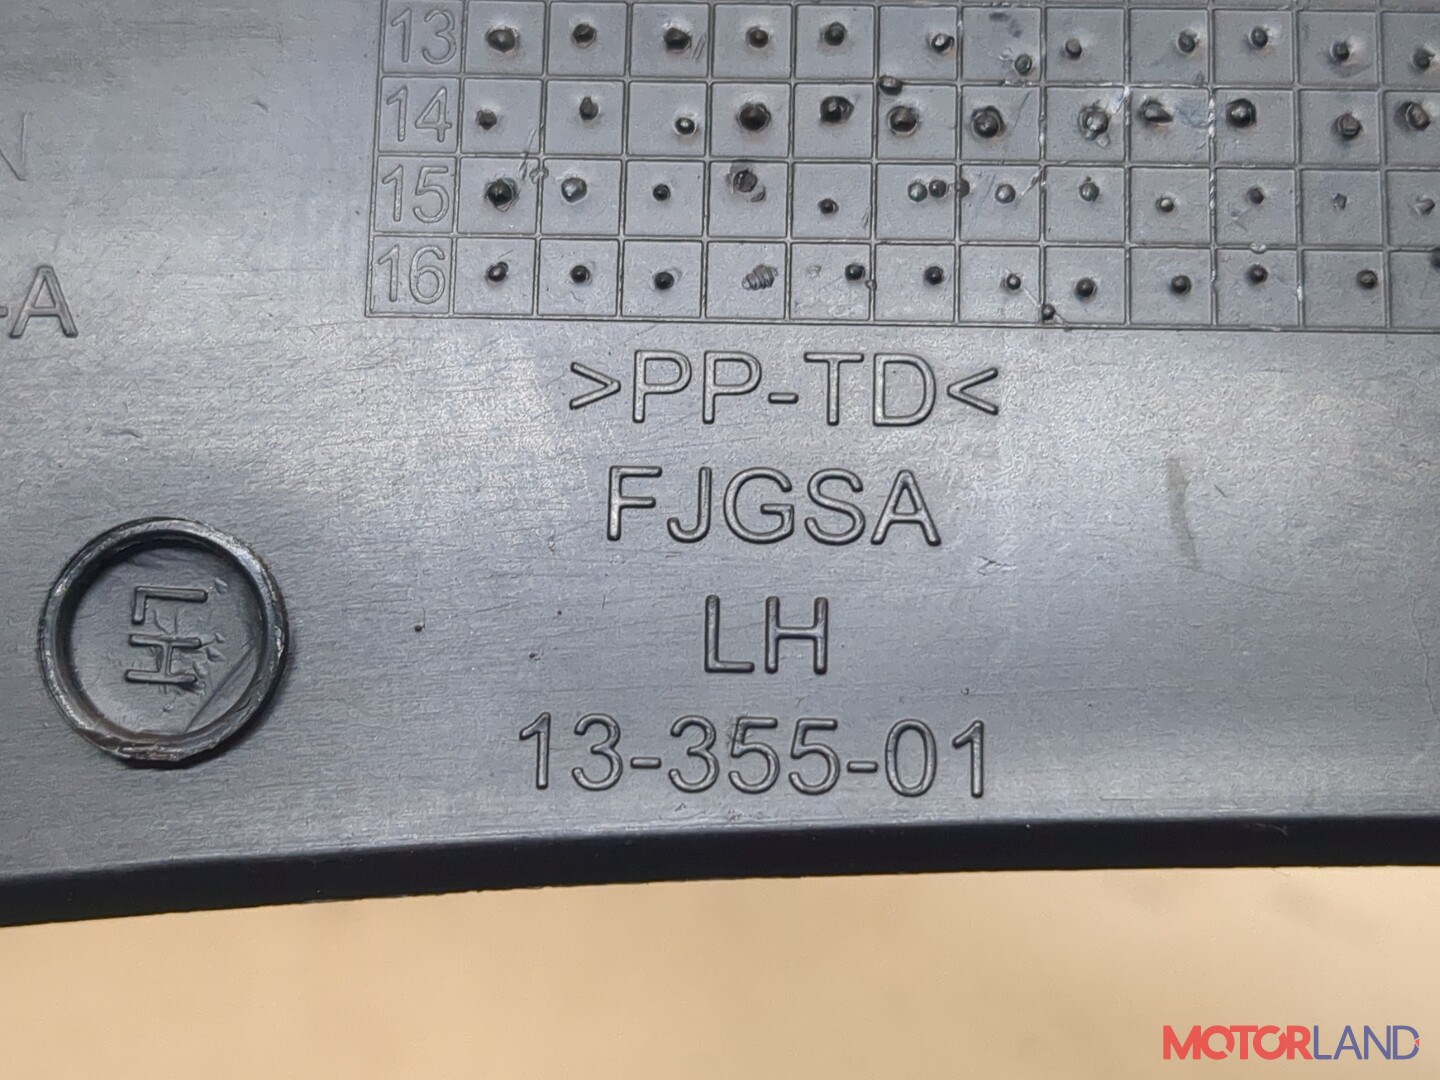 13
14
15
16
-A
>PP-TD<
FJGSA
LH
LH
13-355-01
MOTORLAND